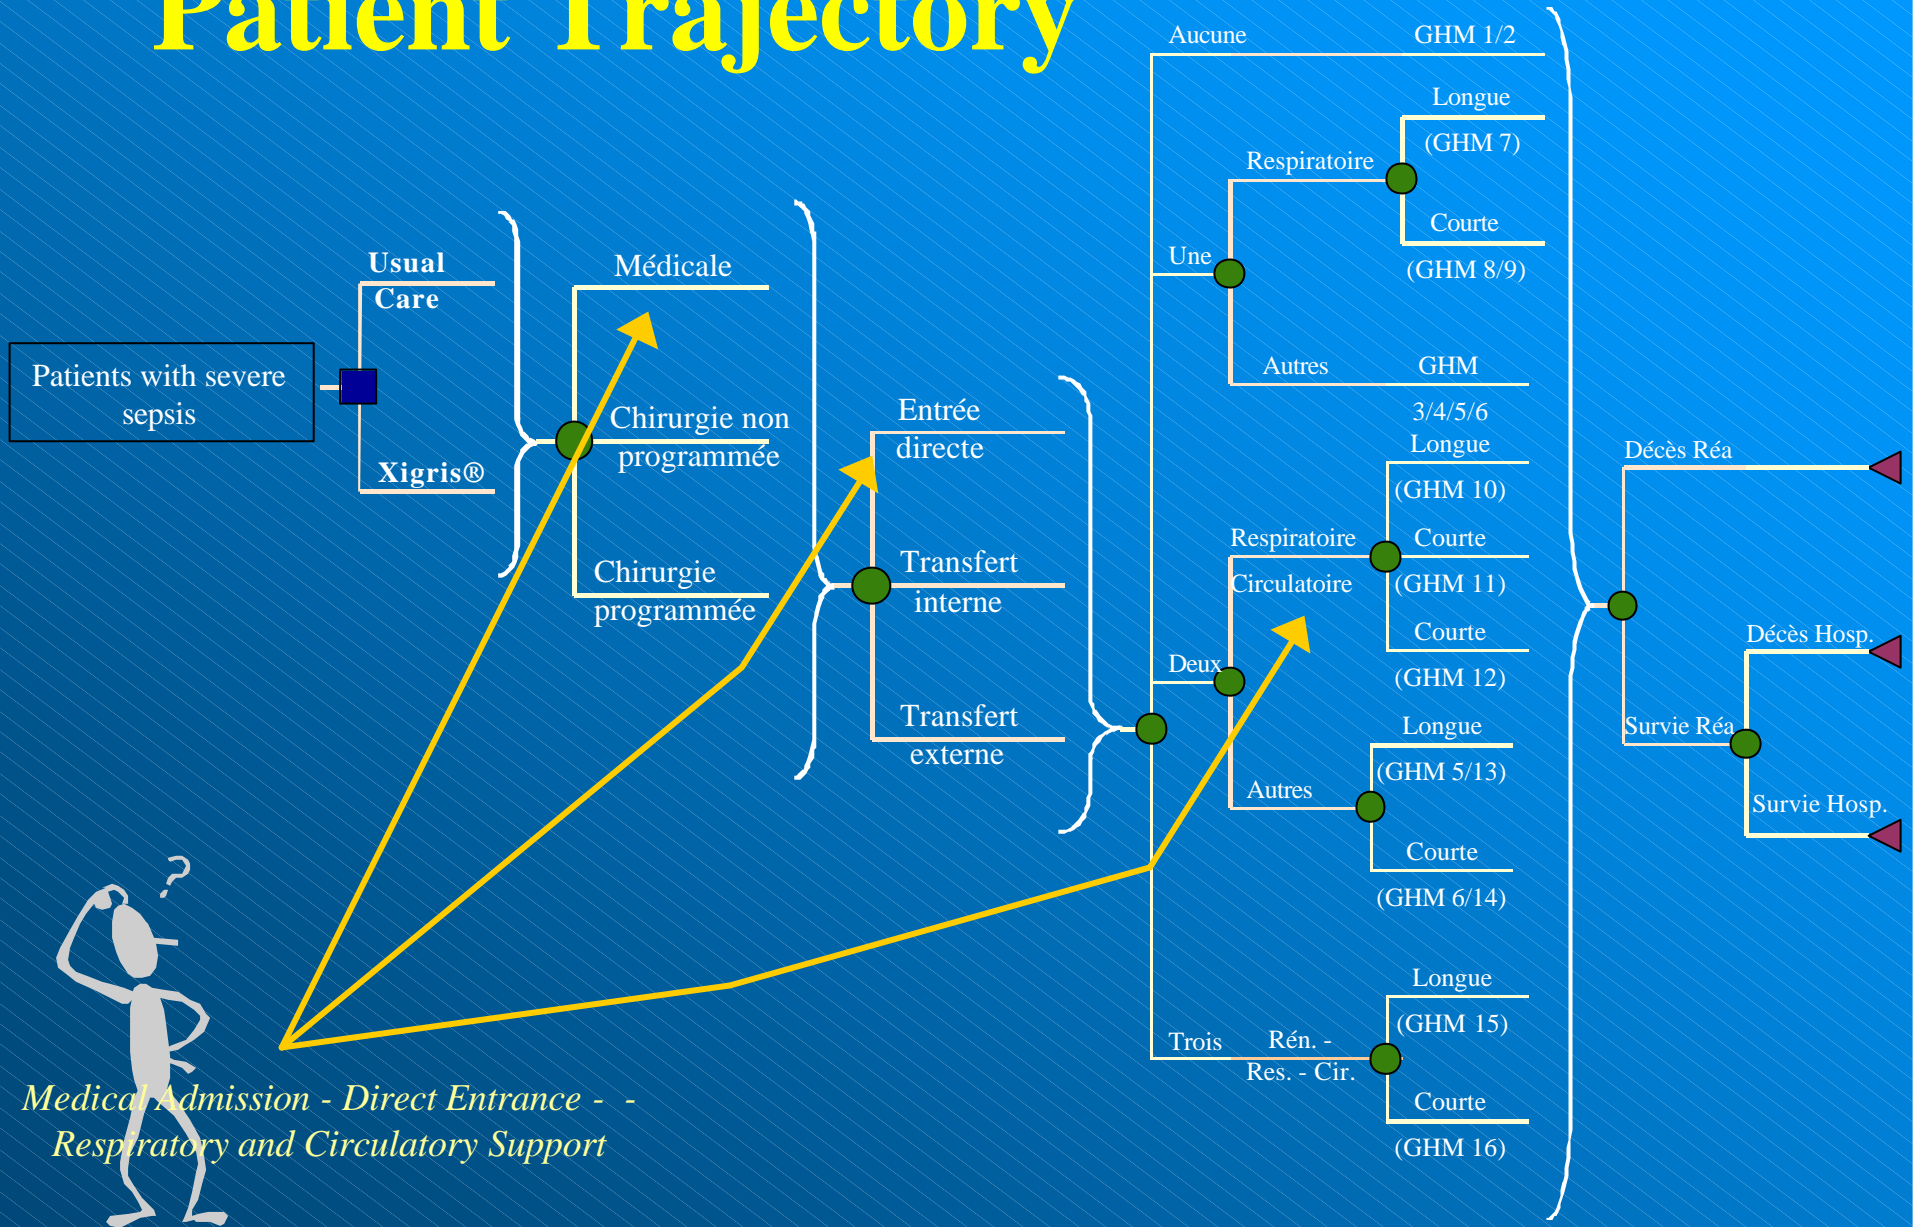 Patient Trajectory
Patients with severe
sepsis
Usual
Care
Xigris®
Médicale
Chirurgie non
programmée
Chirurgie
programmée
Entrée
directe
Transfert
interne
Transfert
externe
Aucune
GHM 1/2
Une
Respiratoire
Longue
(GHM 7)
Courte
(GHM 8/9)
Autres
GHM
3/4/5/6
Deux
Respiratoire
Circulatoire
Longue
(GHM 10)
Courte
(GHM 11)
Courte
(GHM 12)
Autres
Longue
(GHM 5/13)
Courte
(GHM 6/14)
Trois
Rén. -
Res. - Cir.
Longue
(GHM 15)
Courte
(GHM 16)
Décès Réa
Survie Réa
Décès Hosp.
Survie Hosp.
?
Medical Admission - Direct Entrance - -
Respiratory and Circulatory Support